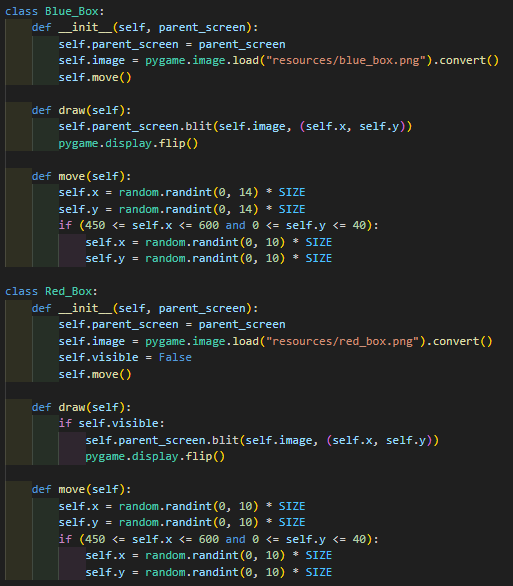 class Blue_Box:
    def __init__(self, parent_screen):
        self.parent_screen = parent_screen
        self.image = pygame.image.load("resources/blue_box.png").convert()
        self.move()

    def draw(self):
        self.parent_screen.blit(self.image, (self.x, self.y))
        pygame.display.flip()

    def move(self):
        self.x = random.randint(0, 14) * SIZE
        self.y = random.randint(0, 14) * SIZE
        if (450 <= self.x <= 600 and 0 <= self.y <= 40):
            self.x = random.randint(0, 10) * SIZE
            self.y = random.randint(0, 10) * SIZE

class Red_Box:
    def __init__(self, parent_screen):
        self.parent_screen = parent_screen
        self.image = pygame.image.load("resources/red_box.png").convert()
        self.visible = False
        self.move()

    def draw(self):
        if self.visible:
            self.parent_screen.blit(self.image, (self.x, self.y))
            pygame.display.flip()

    def move(self):
        self.x = random.randint(0, 10) * SIZE
        self.y = random.randint(0, 10) * SIZE
        if (450 <= self.x <= 600 and 0 <= self.y <= 40):
            self.x = random.randint(0, 10) * SIZE
            self.y = random.randint(0, 10) * SIZE